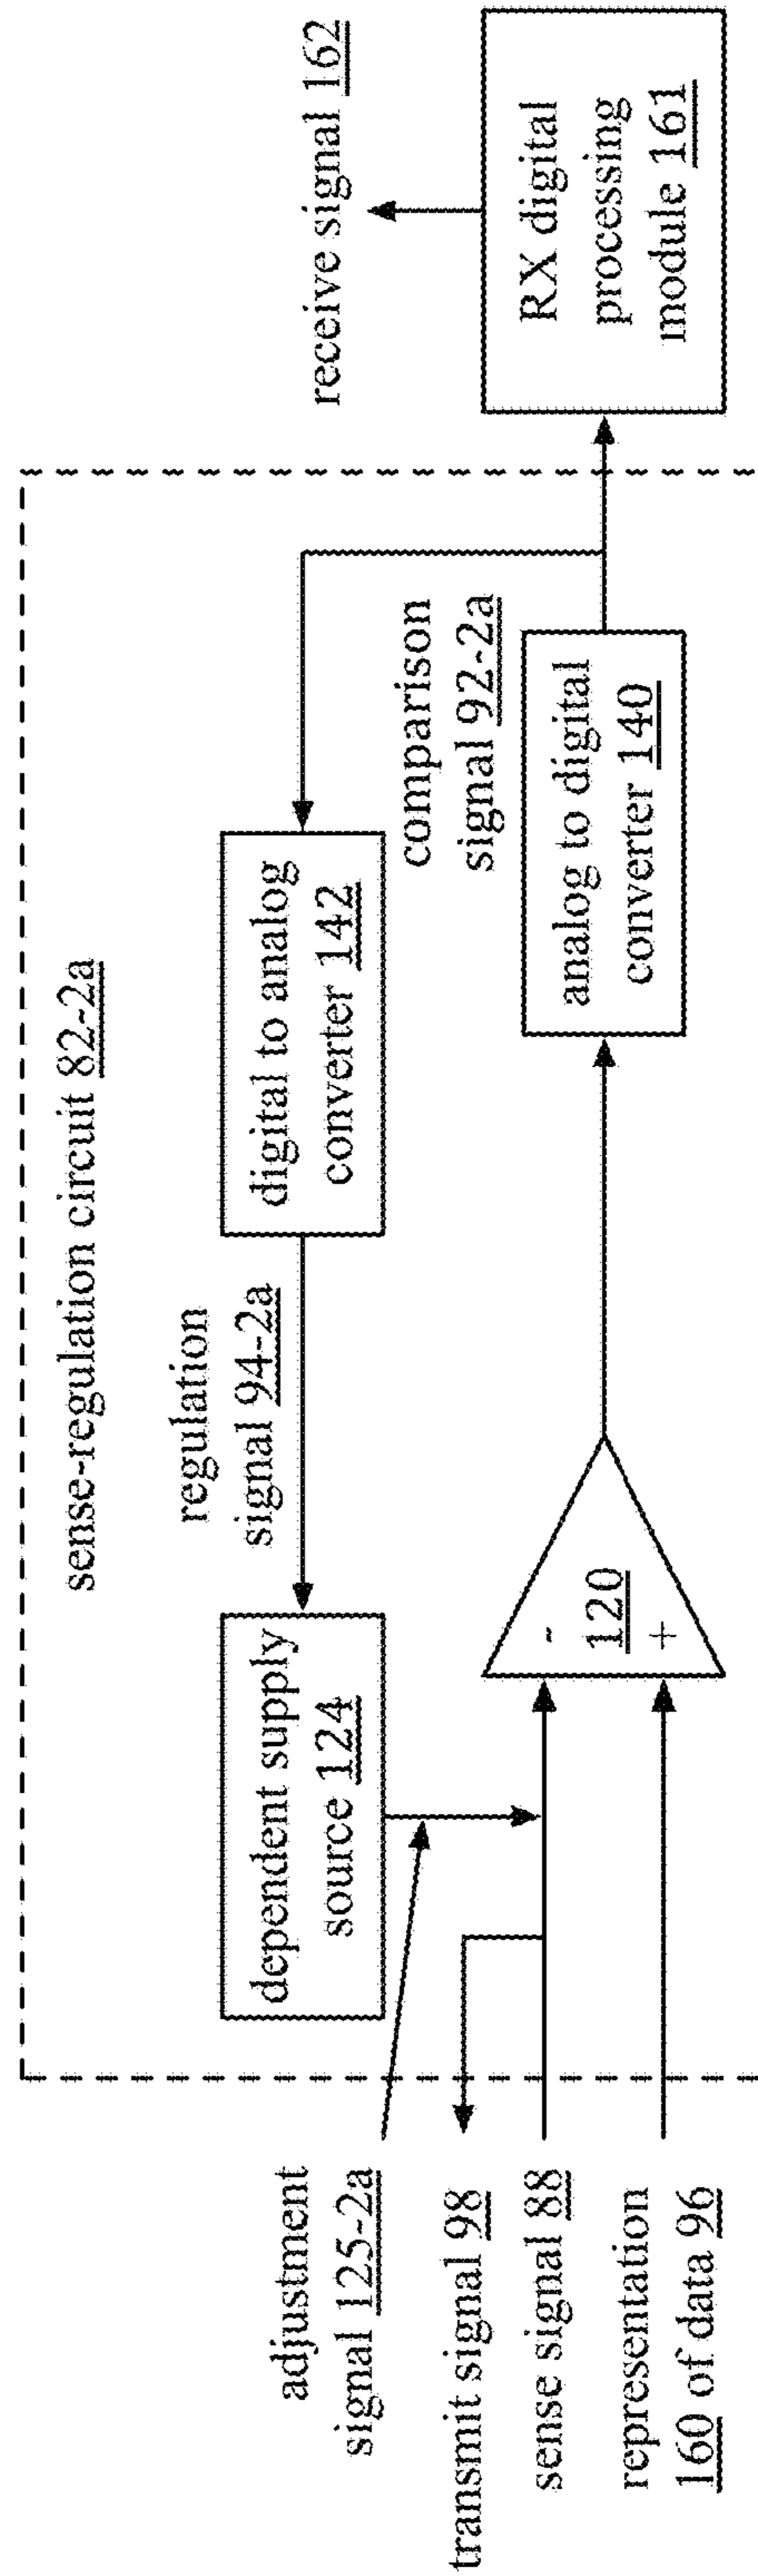 sense-regulation circuit 82-2a
adjustment
signal 125-2a
transmit signal 98
sense signal 88
representation
160 of data 96
dependent supply
source 124
regulation
signal 94-2a
digital to analog
converter 142
-
120
+
comparison
signal 92-2a
analog to digital
converter 140
receive signal 162
RX digital
processing
module 161